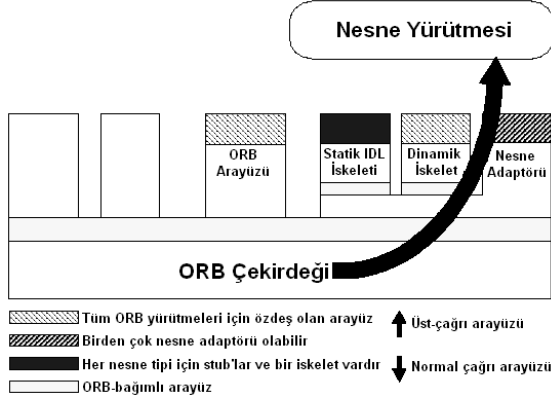 Nesne Yürütmesi
ORB
Arayüzü
Statik IDL
İskeleti
Dinamik
İskelet
Nesne
Adaptörü
ORB Çekirdeği
Tüm ORB yürütmeleri için özdeş olan arayüz
Birden çok nesne adaptörü olabilir
Her nesne tipi için stub'lar ve bir iskelet vardır
ORB-bağımlı arayüz
Üst-çağrı arayüzü
Normal çağrı arayüzü